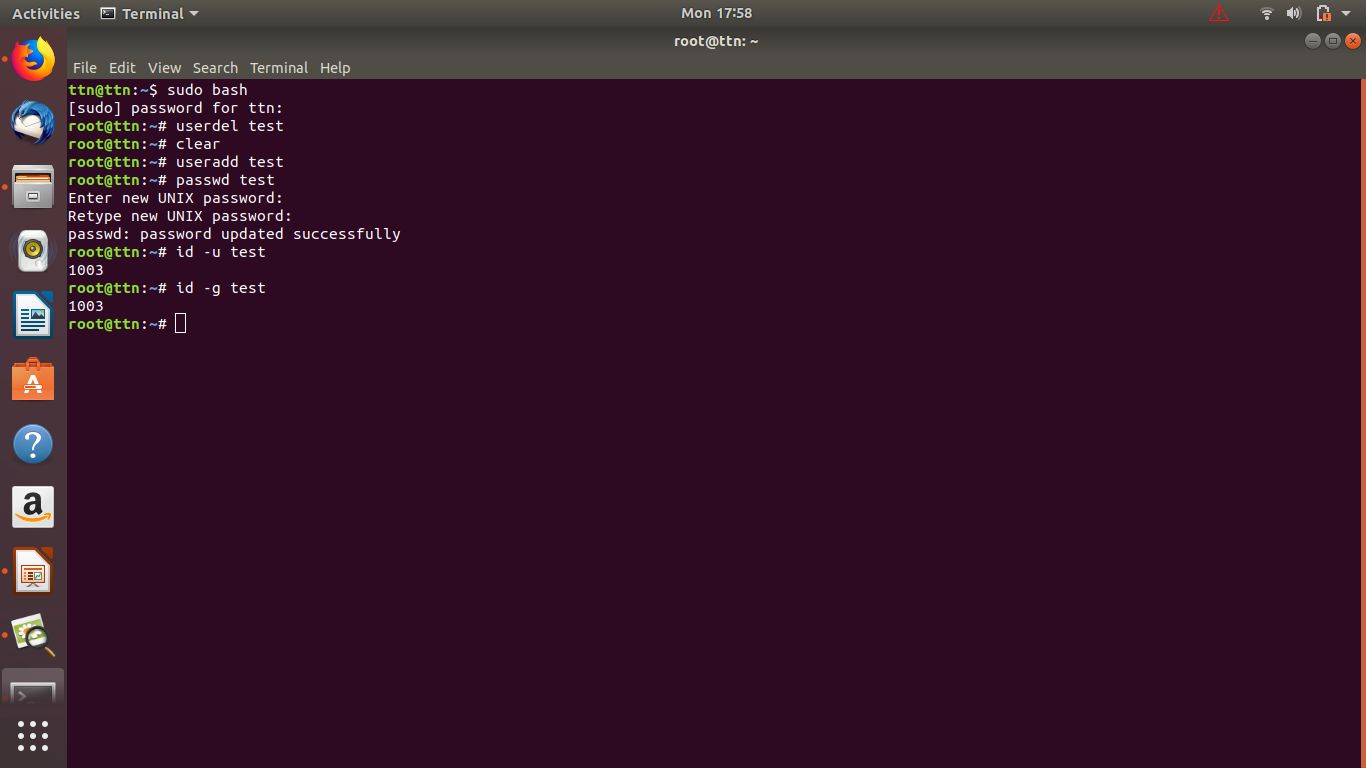 Activities
Terminal
Mon 17:58
root@ttn: ~
File Edit View Search Terminal Help
ttn@ttn:~$ sudo bash
[sudo] password for ttn:
root@ttn:~# userdel test
root@ttn:~# clear
root@ttn:~# useradd test
root@ttn:~# passwd test
Enter new UNIX password:
Retype new UNIX password:
passwd: password updated successfully
root@ttn:~# id -u test
1003
root@ttn:~# id -g test
1003
root@ttn:~#